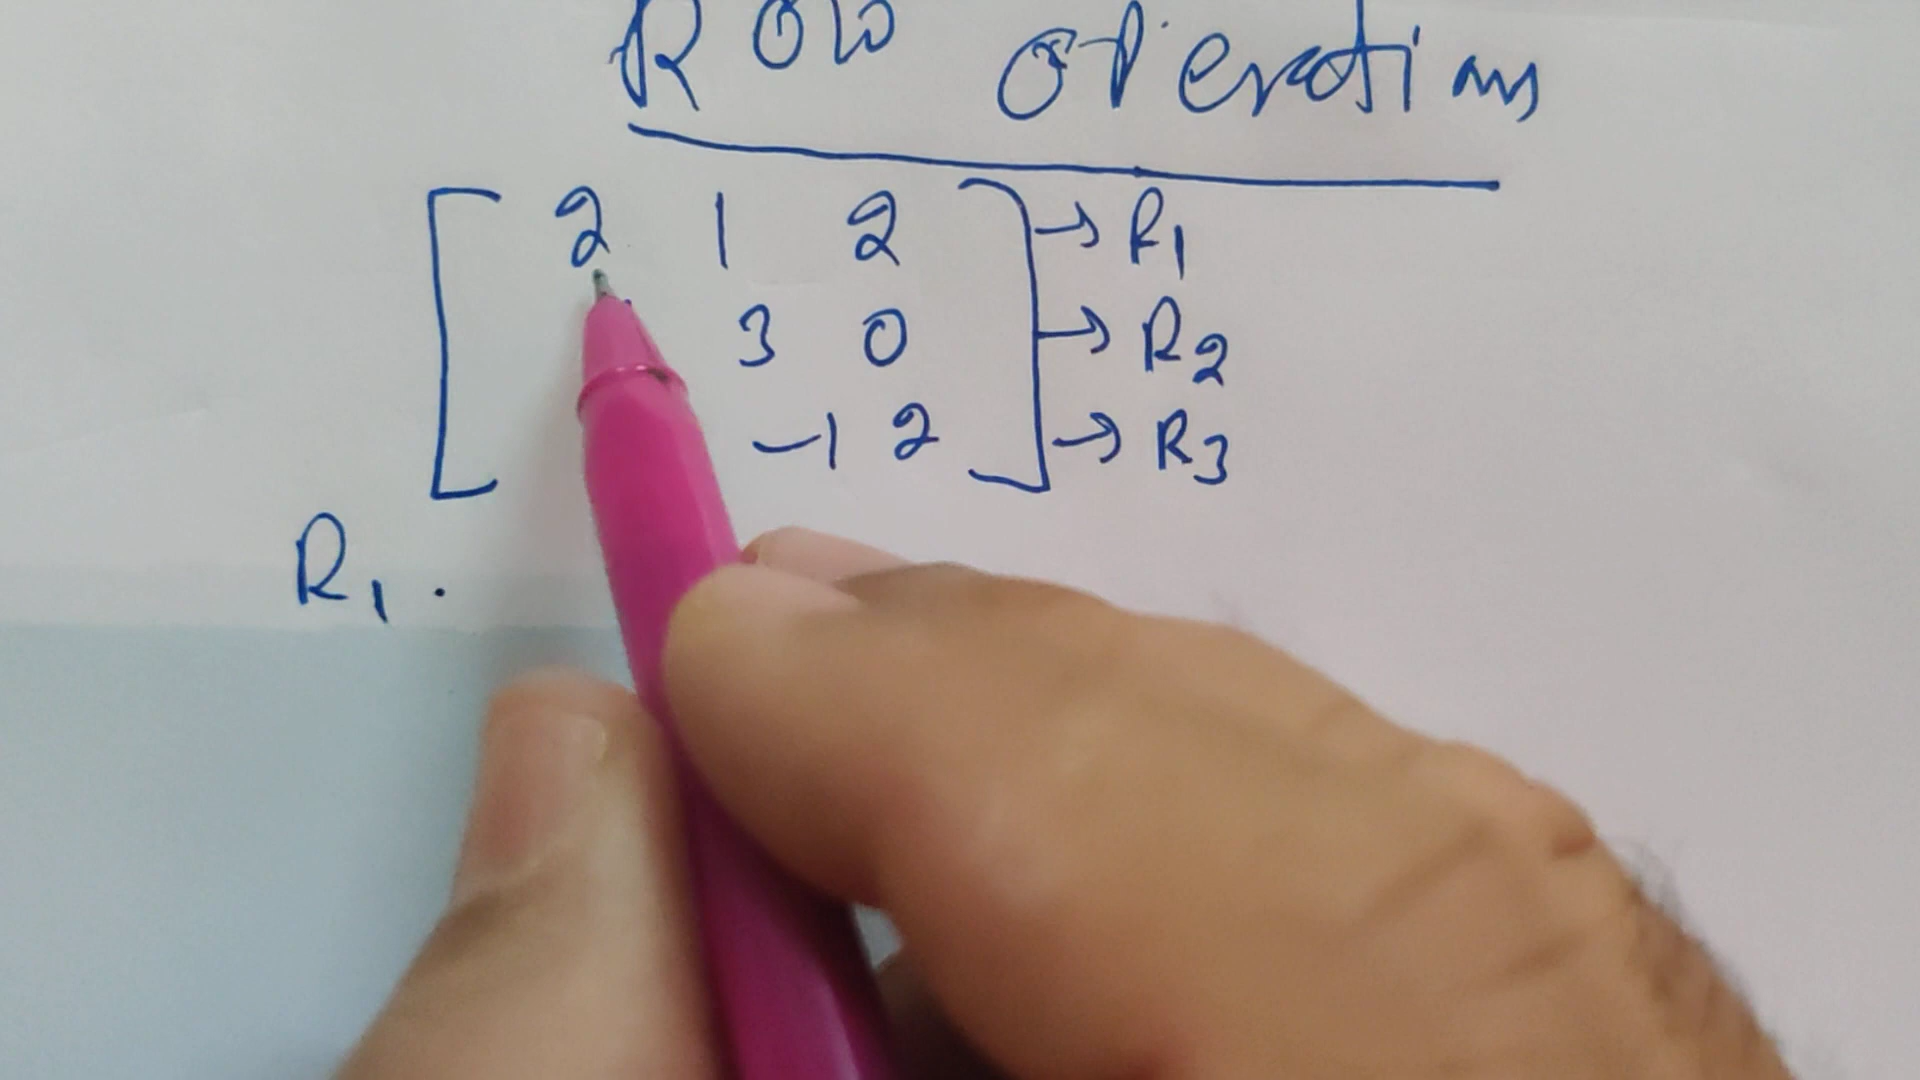 Row operations
2 1 2 → R1
3 0 → R2
-1 2 → R3
R1.